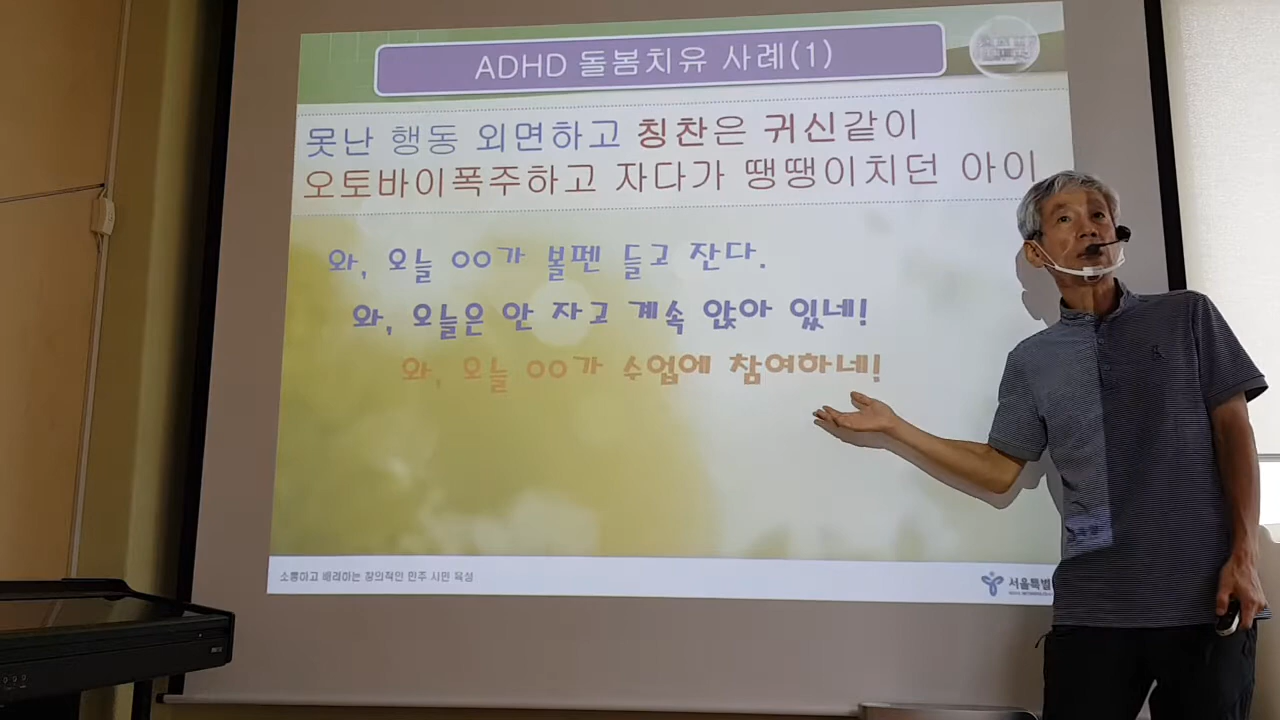 ADHD 돌봄치유 사례(1)
못난 행동 외면하고 칭찬은 귀신같이
오토바이폭주하고 자다가 땡땡이치던 아이
와, 오늘 OO가 볼펜 들고 잔다.
와, 오늘은 안 자고 계속 앉아 있네!
와, 오늘 OO가 수업에 참여하네!
소통하고 배려하는 창의적인 민주 시민 육성
서울특별